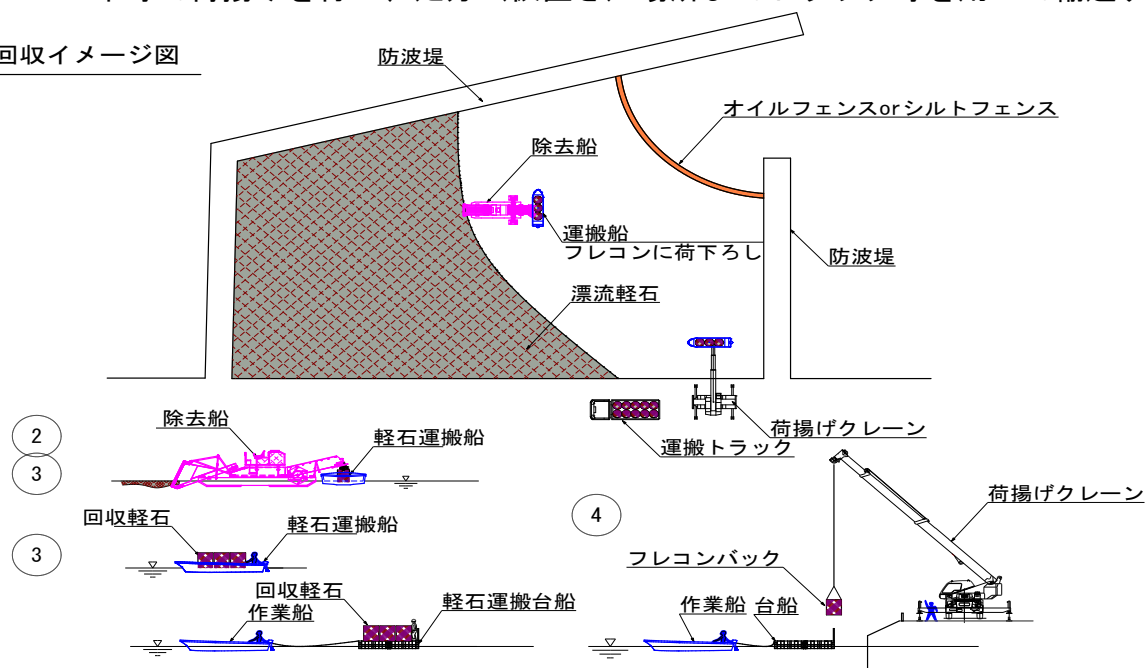 回収イメージ図
防波堤
オイルフェンスorシルトフェンス
除去船
運搬船
フレコンに荷下ろし
防波堤
漂流軽石
荷揚げクレーン
運搬トラック
2
3
除去船
軽石運搬船
3
回収軽石
軽石運搬船
回収軽石
作業船
軽石運搬台船
4
荷揚げクレーン
フレコンバック
作業船
台船